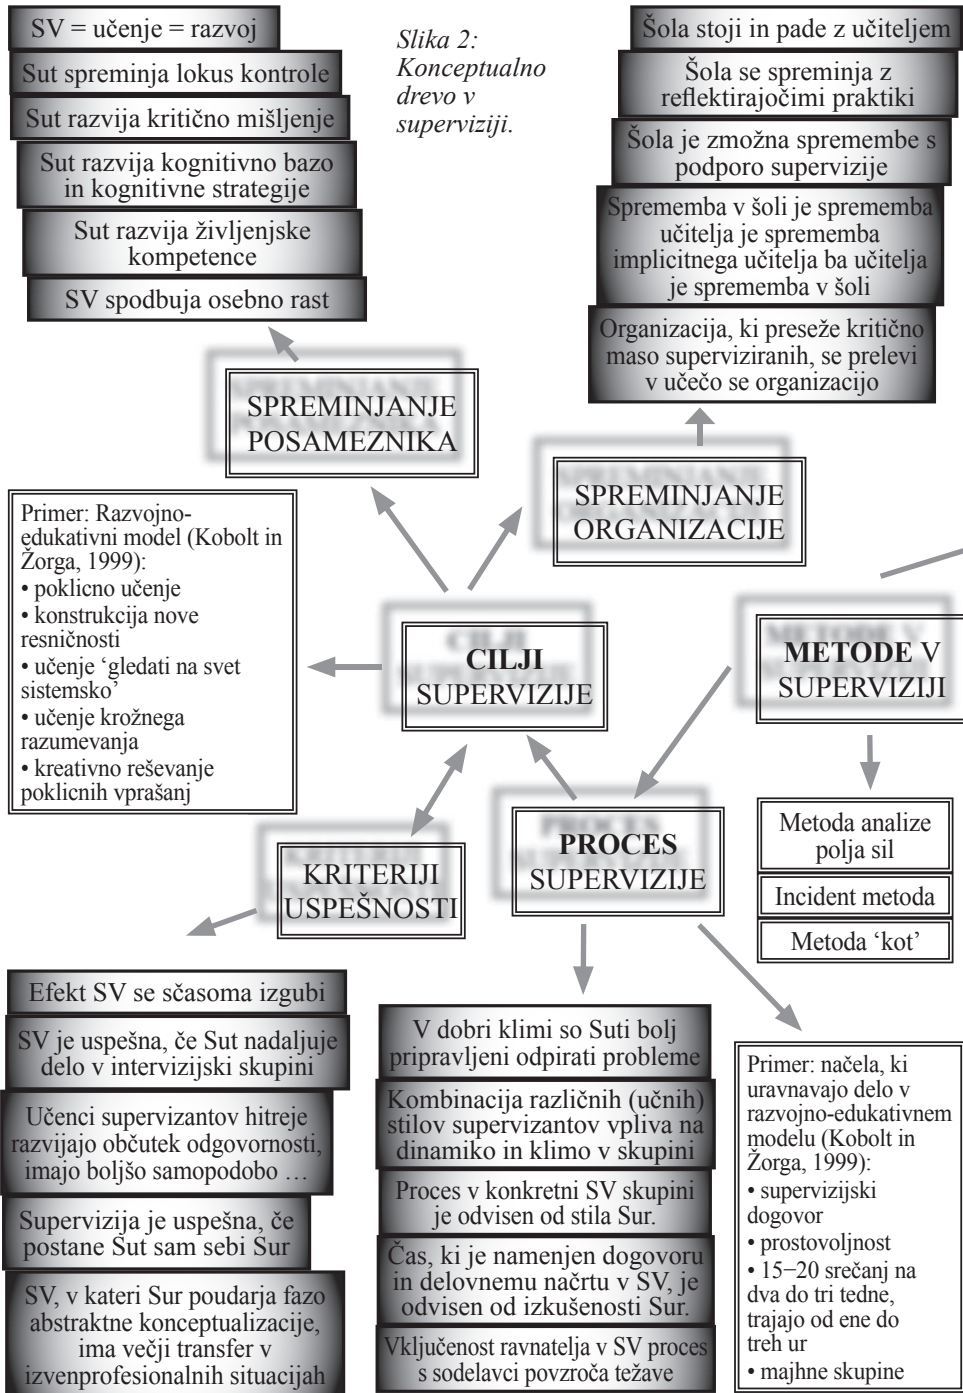 SV = učenje = razvoj
Sut spreminja lokus kontrole
Sut razvija kritično mišljenje
Sut razvija kognitivno bazo
in kognitivne strategije
Sut razvija življenjske
kompetence
SV spodbuja osebno rast
Slika 2:
Konceptualno
drevo v
superviziji.
Šola stoji in pade z učiteljem
Šola se spreminja z
reflektirajočimi praktiki
Šola je zmožna spremembe s
podporo supervizije
Sprememba v šoli je sprememba
učitelja je sprememba
implicitnega učitelja ba učitelja
je sprememba v šoli
Organizacija, ki preseže kritično
maso superviziranih, se prelevi
v učečo se organizacijo
SPREMINJANJE
POSAMEZNIKA
SPREMINJANJE
ORGANIZACIJE
Primer: Razvojno-
edukativni model (Kobolt in
Žorga, 1999):
• poklicno učenje
• konstrukcija nove
resničnosti
• učenje ‘gledati na svet
sistemsko’
• učenje krožnega
razumevanja
• kreativno reševanje
poklicnih vprašanj
CILJI
SUPERVIZIJE
METODE V
SUPERVIZIJI
KRITERIJI
USPEŠNOSTI
PROCES
SUPERVIZIJE
Metoda analize
polja sil
Incident metoda
Metoda ‘kot’
Efekt SV se sčasoma izgubi
SV je uspešna, če Sut nadaljuje
delo v intervizijski skupini
Učenci supervizantov hitreje
razvijajo občutek odgovornosti,
imajo boljšo samopodobo …
Supervizija je uspešna, če
postane Sut sam sebi Sur
SV, v kateri Sur poudarja fazo
abstraktne konceptualizacije,
ima večji transfer v
izvenprofesionalnih situacijah
V dobri klimi so Suti bolj
pripravljeni odpirati probleme
Kombinacija različnih (učnih)
stilov supervizantov vpliva na
dinamiko in klimo v skupini
Proces v konkretni SV skupini
je odvisen od stila Sur.
Čas, ki je namenjen dogovoru
in delovnemu načrtu v SV, je
odvisen od izkušenosti Sur.
Vključenost ravnatelja v SV proces
s sodelavci povzroča težave
Primer: načela, ki
uravnavajo delo v
razvojno-edukativnem
modelu (Kobolt in
Žorga, 1999):
• supervizijski
dogovor
• prostovoljnost
• 15−20 srečanj na
dva do tri tedne,
trajajo od ene do
treh ur
• majhne skupine